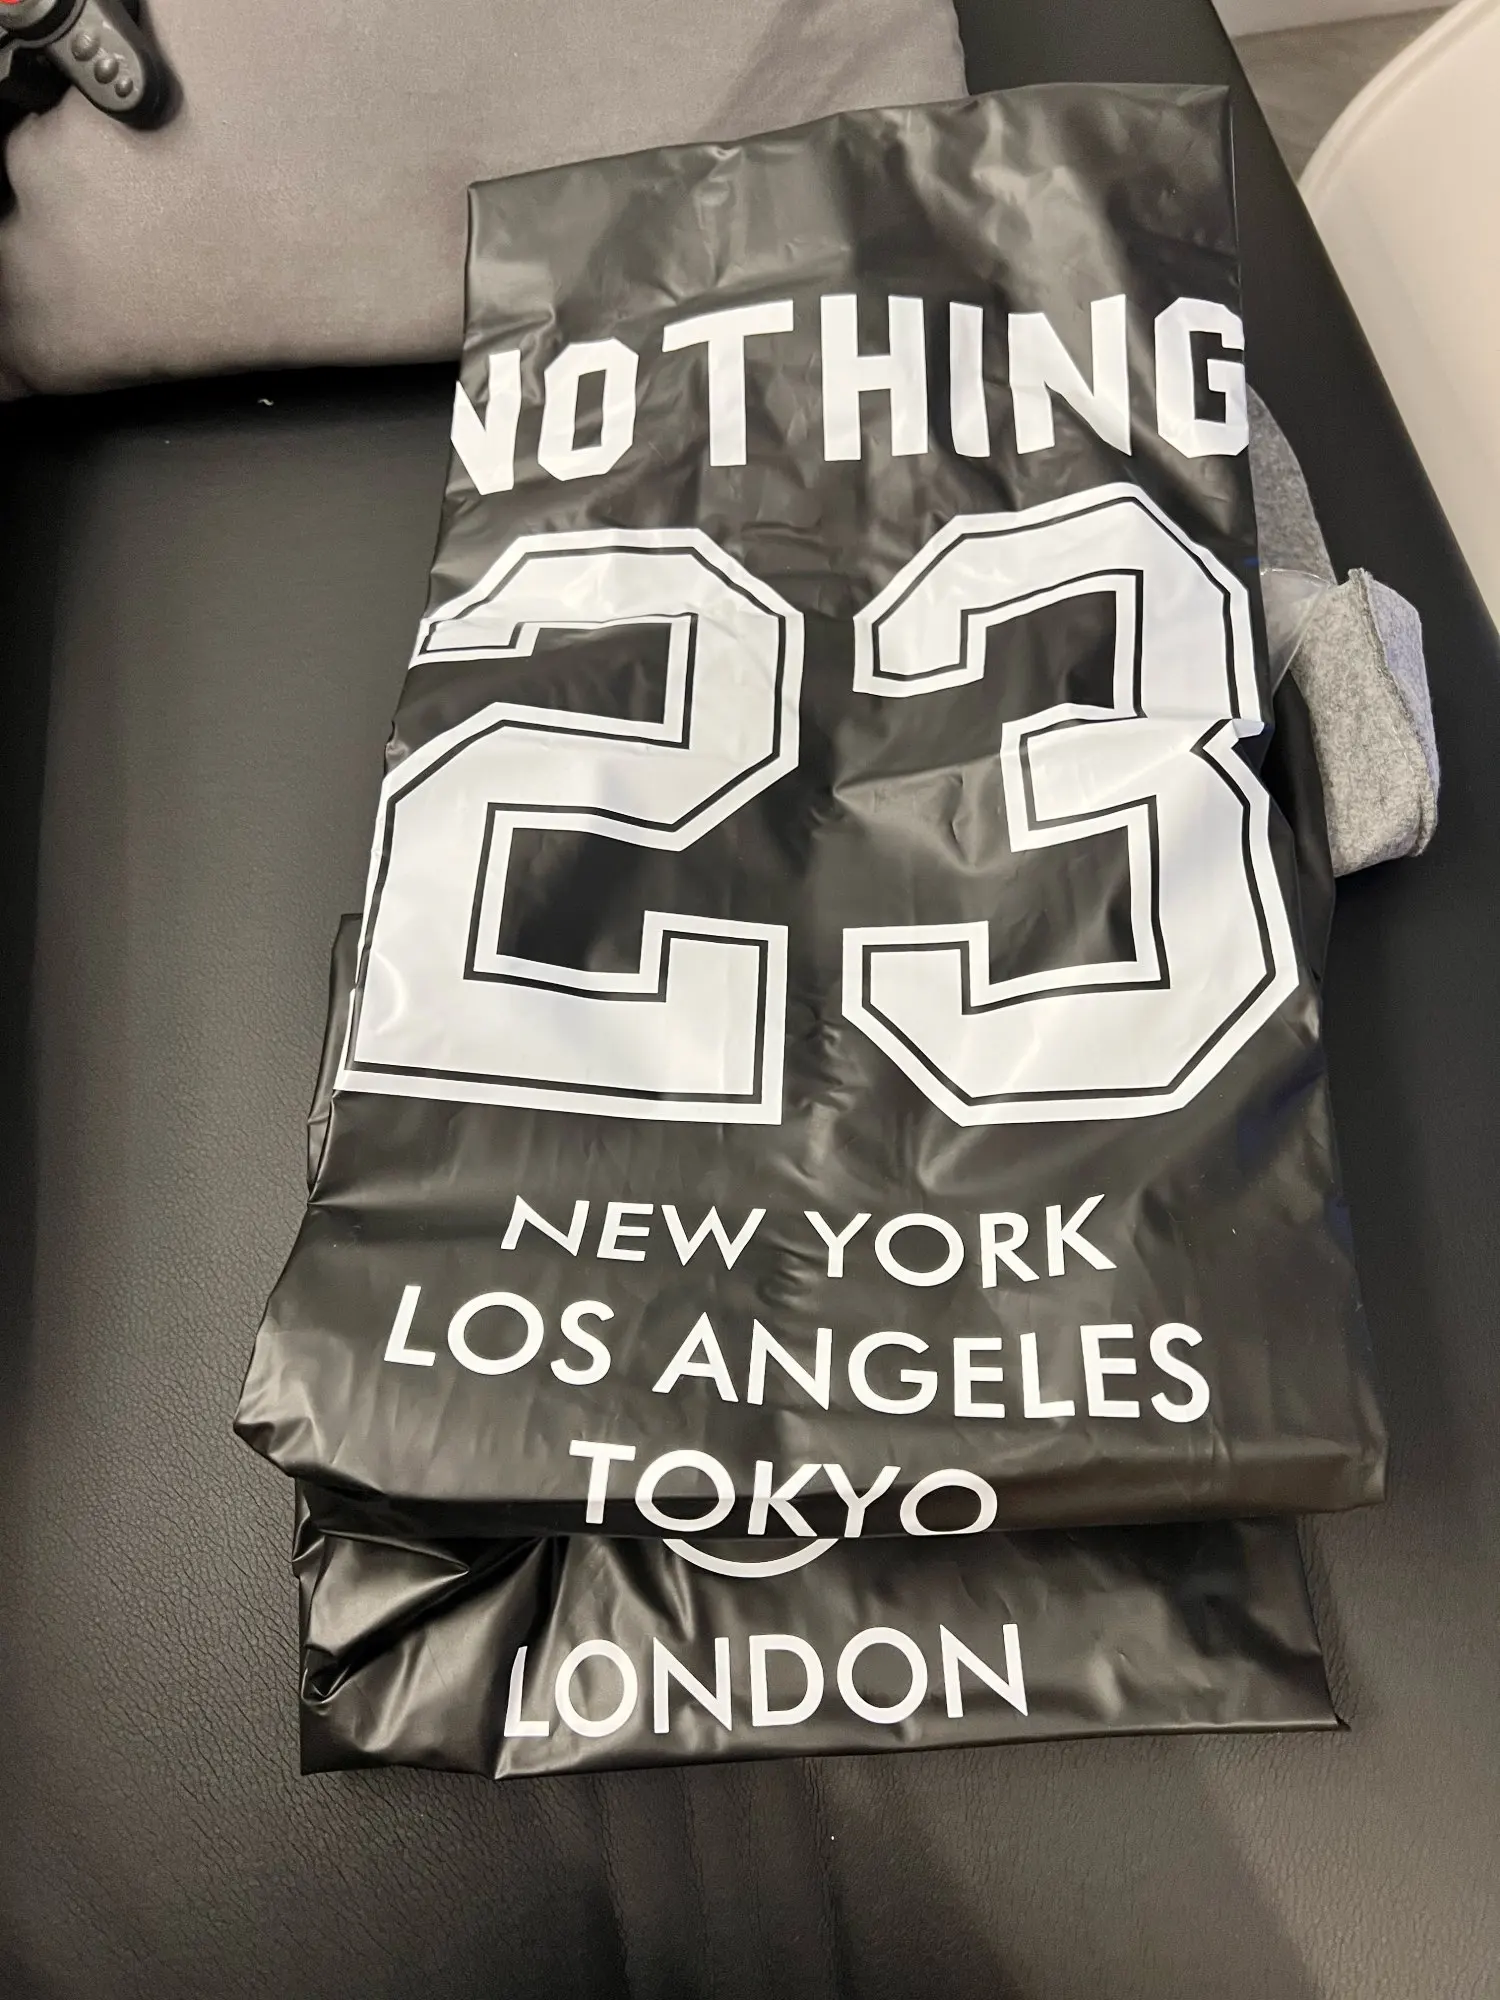 NOTHING
23
NEW YORK
LOS ANGELES
TOKYO
LONDON